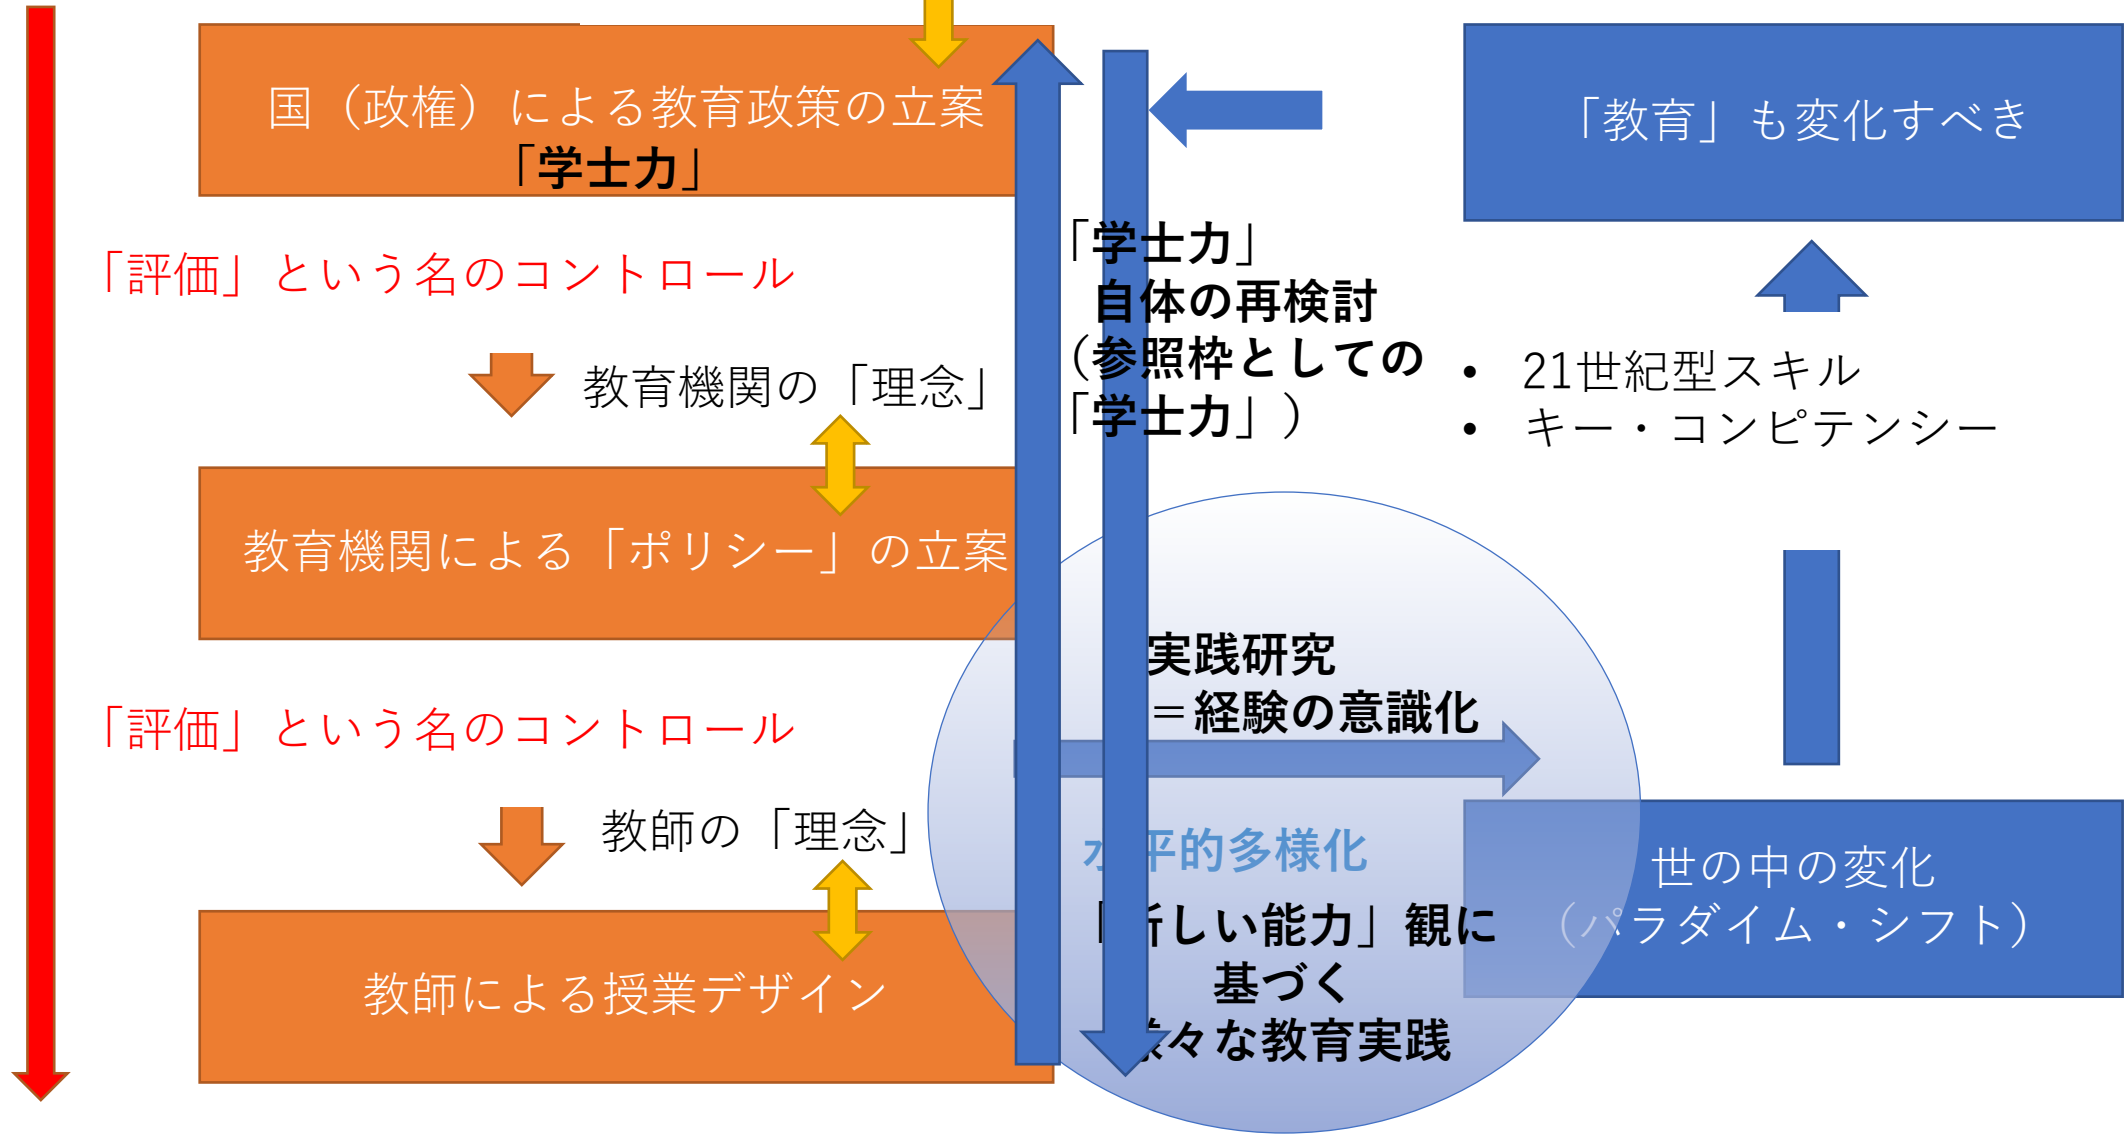 国（政権）による教育政策の立案
「学士力」
「評価」という名のコントロール
教育機関の「理念」
教育機関による「ポリシー」の立案
「評価」という名のコントロール
教師の「理念」
教師による授業デザイン
「学士力」
自体の再検討
（参照枠としての
「学士力」）
実践研究
＝経験の意識化
水平的多様化
「新しい能力」観に
基づく
様々な教育実践
「教育」も変化すべき
• 21世紀型スキル
• キー・コンピテンシー
世の中の変化
（パラダイム・シフト）